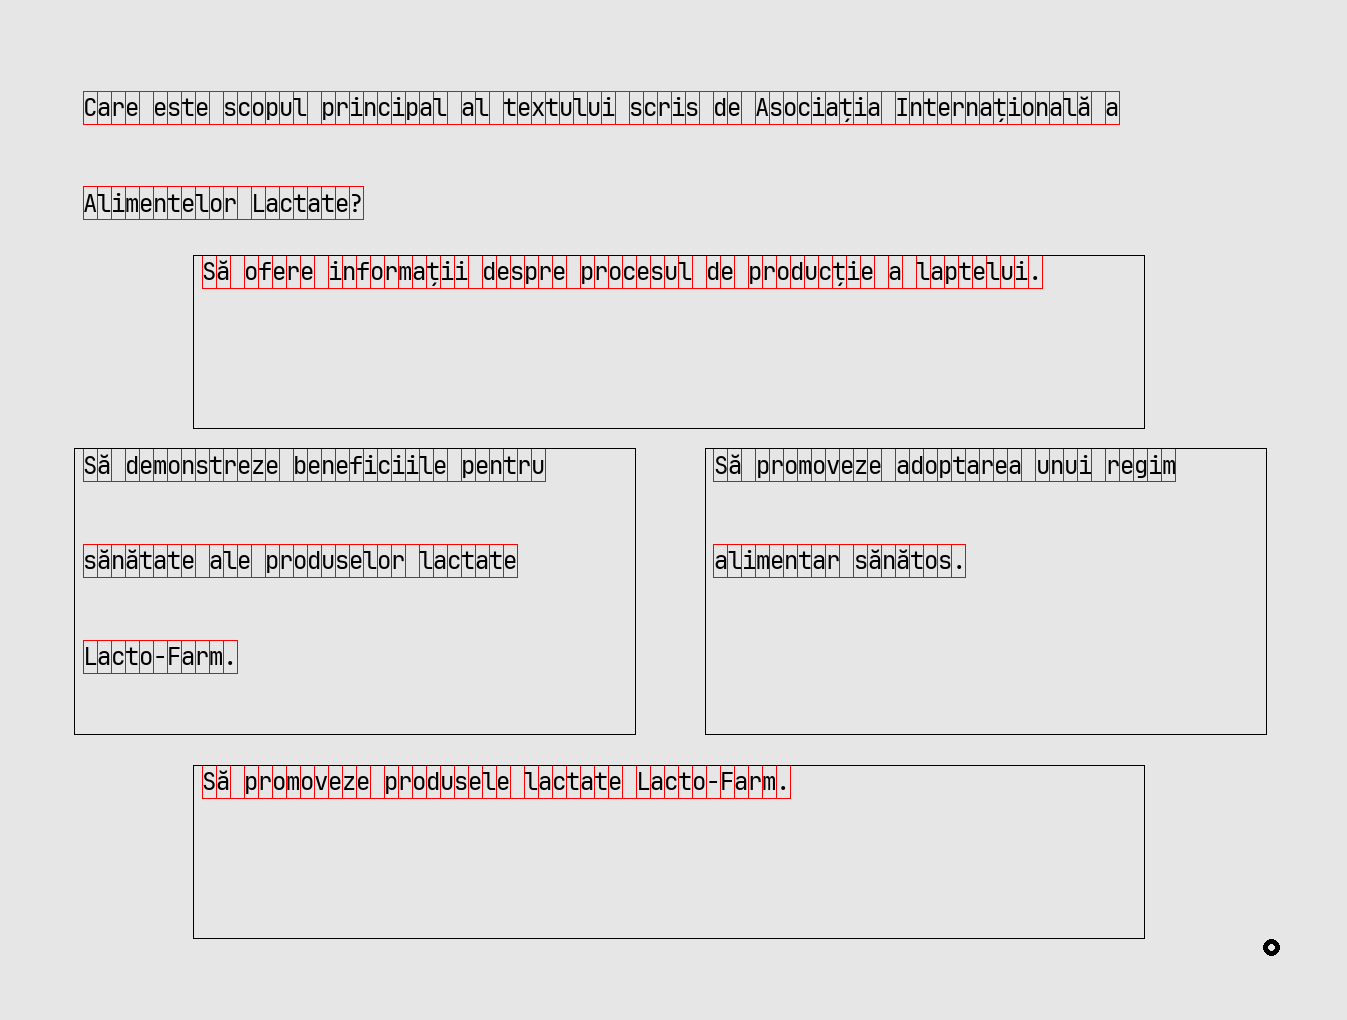 Care este scopul principal al textului scris de Asociația Internațională a
Alimentelor Lactate?
Să ofere informații despre procesul de producție a laptelui.
Să demonstreze beneficiile pentru
sănătate ale produselor lactate
Lacto-Farm.
Să promoveze adoptarea unui regim
alimentar sănătos.
Să promoveze produsele lactate Lacto-Farm.